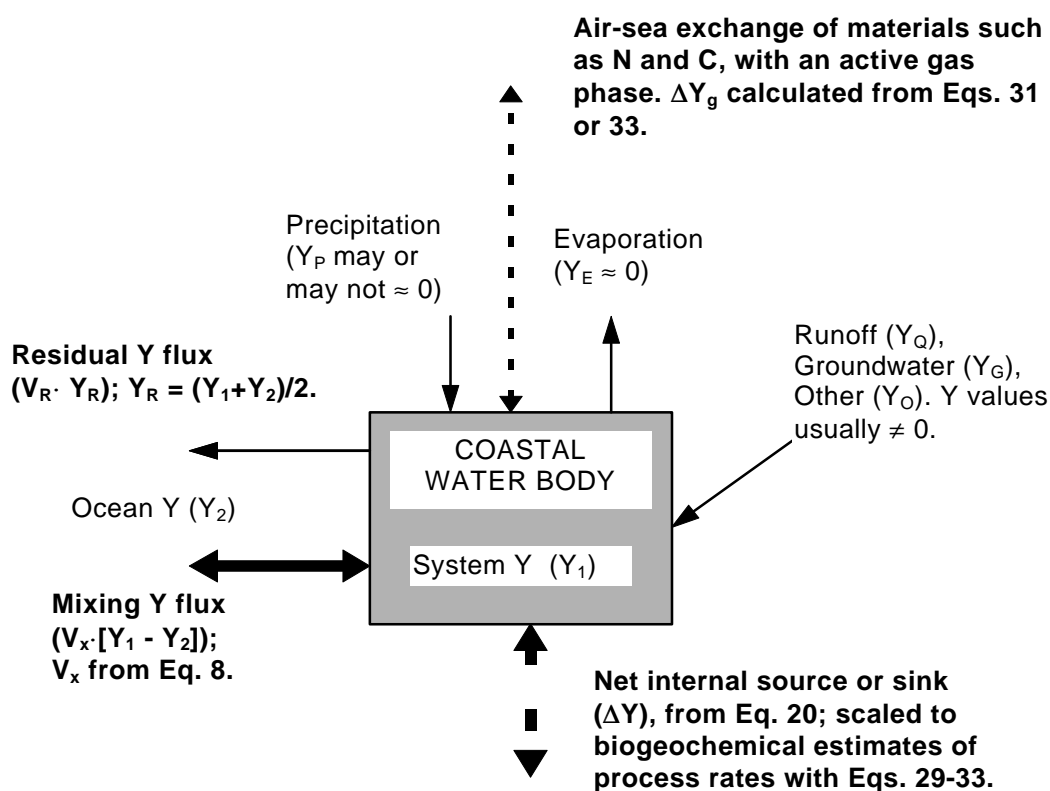 Air-sea exchange of materials such
as N and C, with an active gas
phase. ΔYg calculated from Eqs. 31
or 33.
Precipitation
(YP may or
may not ≈ 0)
Evaporation
(YE ≈ 0)
Runoff (YQ),
Groundwater (YG),
Other (YO). Y values
usually ≠ 0.
Residual Y flux
(VR· YR); YR = (Y1+Y2)/2.
COASTAL
WATER BODY
Ocean Y (Y2)
System Y (Y1)
Mixing Y flux
(Vx·[Y1 - Y2]);
Vx from Eq. 8.
Net internal source or sink
(ΔY), from Eq. 20; scaled to
biogeochemical estimates of
process rates with Eqs. 29-33.